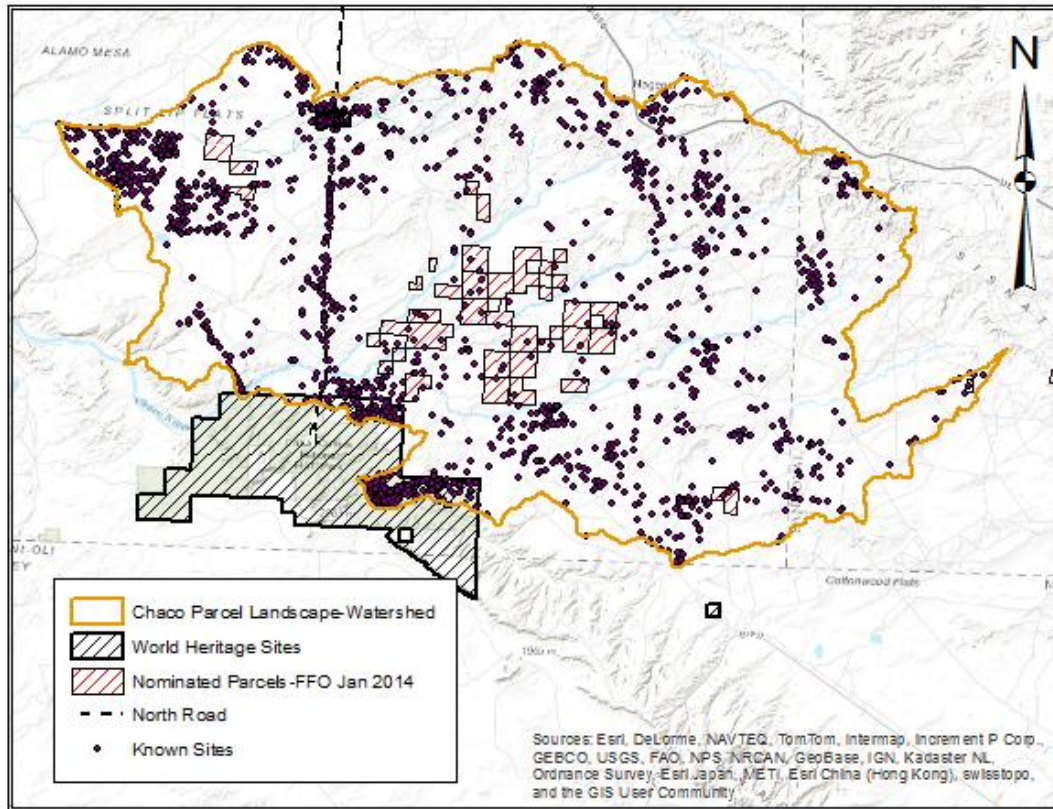 ALAMO MESA
SPLIT LIP FLATS
N
Cottonwood Flats
Chaco Parcel Landscape-Watershed
World Heritage Sites
Nominated Parcels-FFO Jan 2014
North Road
Known Sites
Sources: Esri, DeLorme, NAVTEQ, TomTom, Intermap, Increment P Corp.,
GEBCO, USGS, FAO, NPS, NRCAN, GeoBase, IGN, Kadaster NL,
Ordnance Survey, Esri Japan, METI, Esri China (Hong Kong), swisstopo,
and the GIS User Community